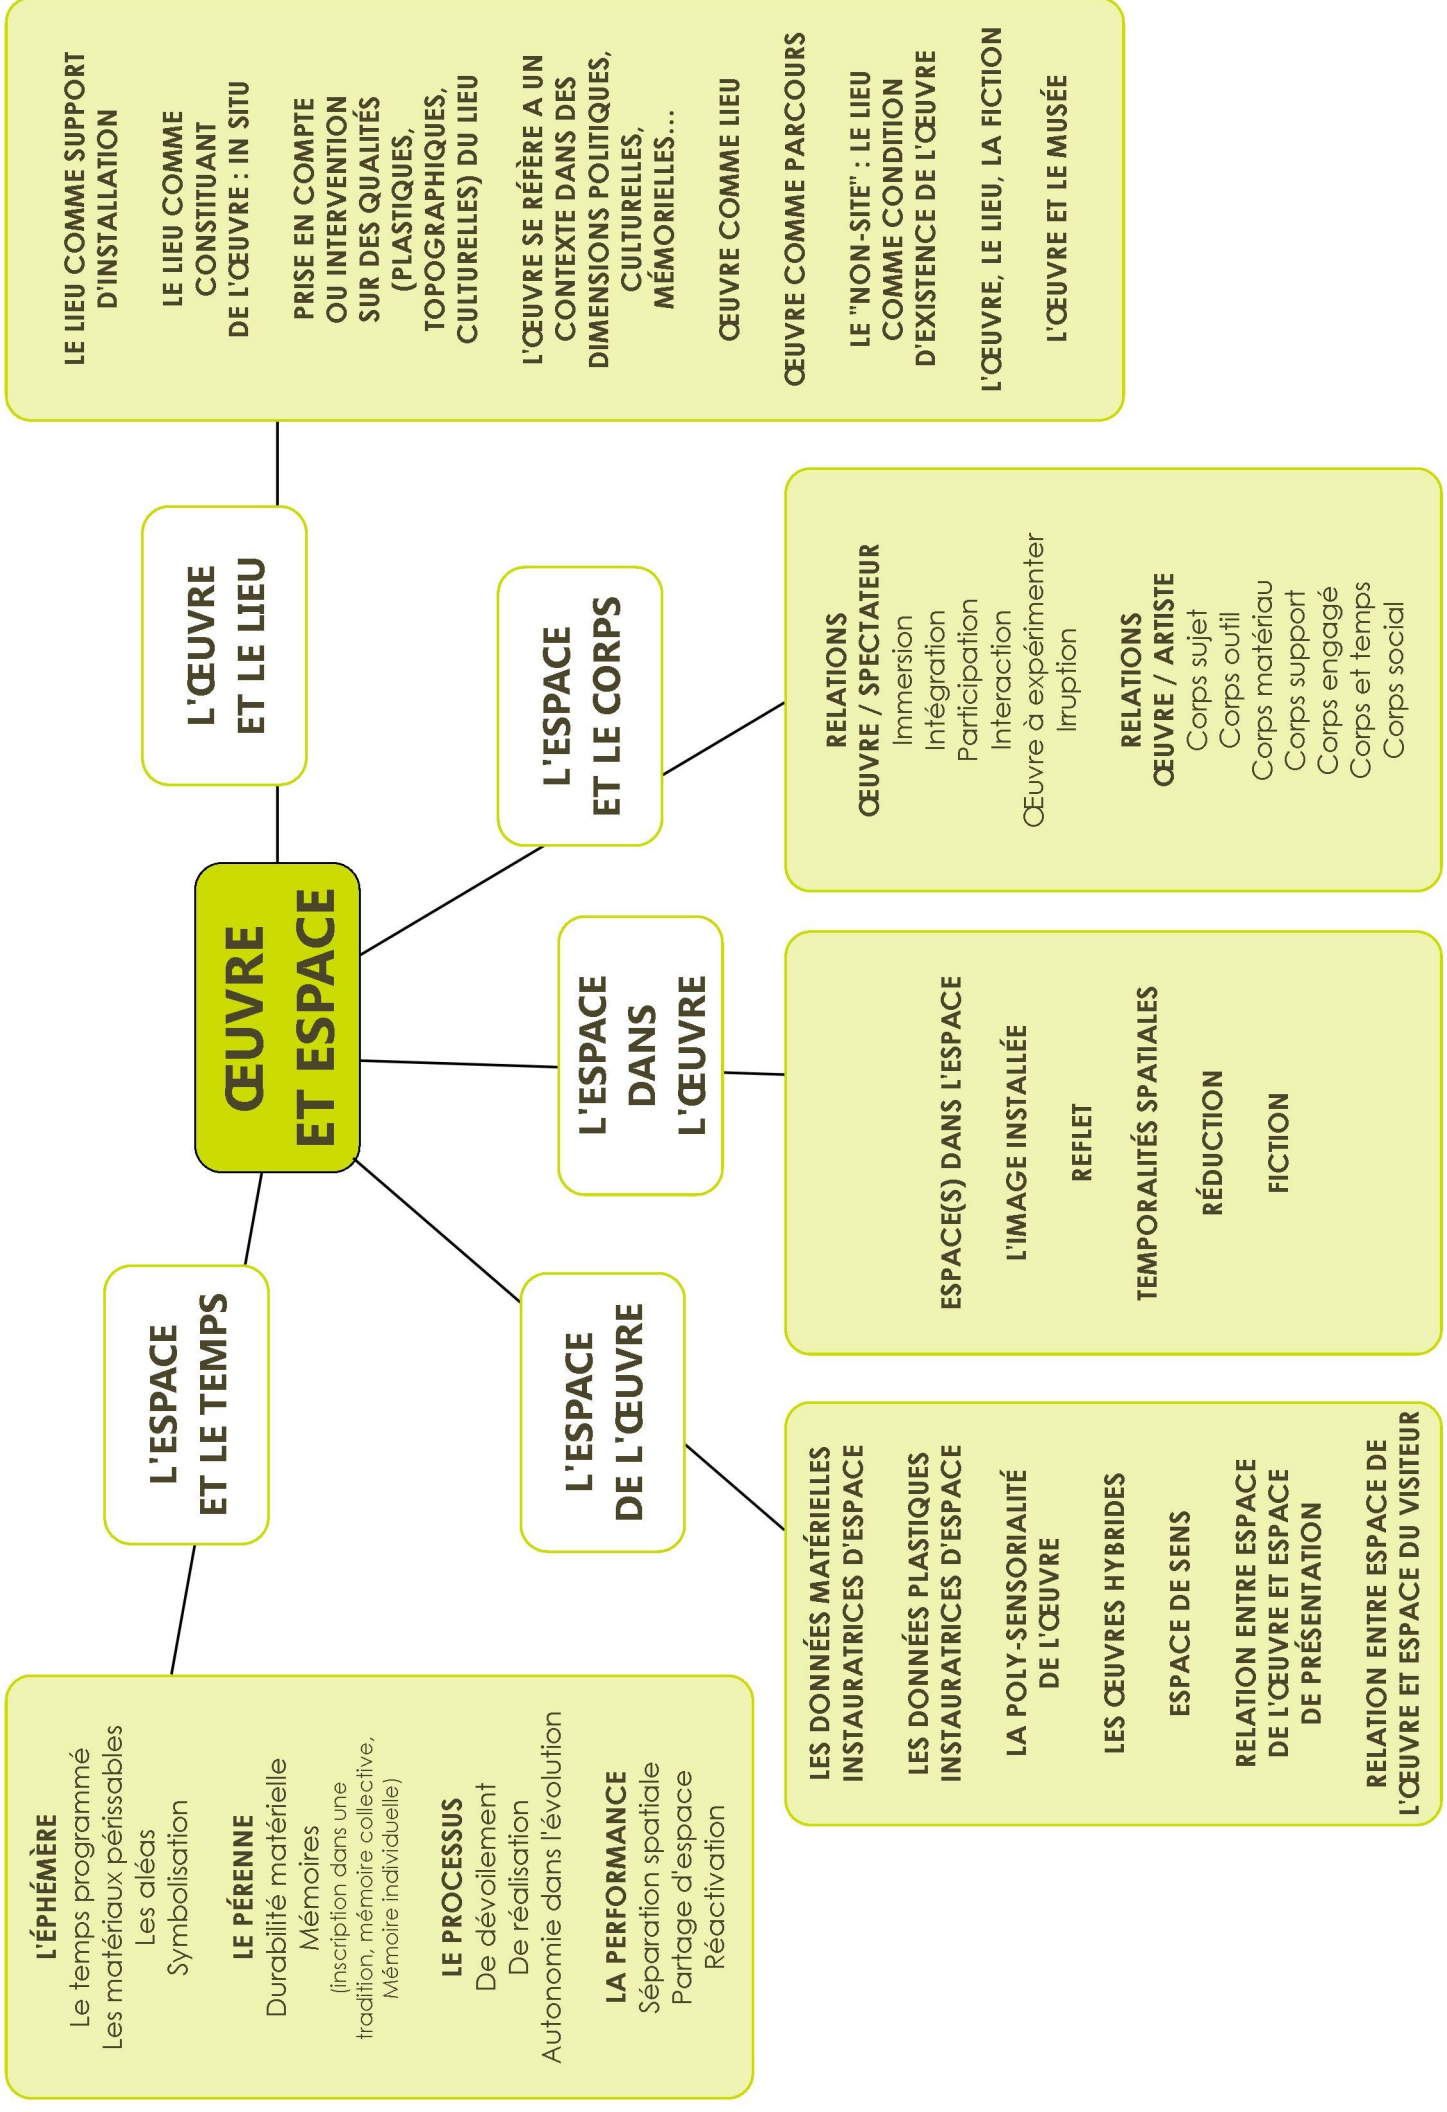 ŒUVRE
ET ESPACE
L'ESPACE
ET LE TEMPS
L'ÉPHÉMÈRE
Le temps programmé
Les matériaux périssables
Les aléas
Symbolisation
LE PÉRENNE
Durabilité matérielle
Mémoires
(inscription dans une
tradition, mémoire collective,
Mémoire individuelle)
LE PROCESSUS
De dévoilement
De réalisation
Autonomie dans l'évolution
LA PERFORMANCE
Séparation spatiale
Partage d'espace
Réactivation
L'ESPACE
DE L'ŒUVRE
LES DONNÉES MATÉRIELLES
INSTAURATRICES D'ESPACE
LES DONNÉES PLASTIQUES
INSTAURATRICES D'ESPACE
LA POLY-SENSORIALITÉ
DE L'ŒUVRE
LES ŒUVRES HYBRIDES
ESPACE DE SENS
RELATION ENTRE ESPACE
DE L'ŒUVRE ET ESPACE
DE PRÉSENTATION
RELATION ENTRE ESPACE DE
L'ŒUVRE ET ESPACE DU VISITEUR
L'ESPACE
DANS
L'ŒUVRE
ESPACE(S) DANS L'ESPACE
L'IMAGE INSTALLÉE
REFLET
TEMPORALITÉS SPATIALES
RÉDUCTION
FICTION
L'ESPACE
ET LE CORPS
RELATIONS
ŒUVRE / SPECTATEUR
Immersion
Intégration
Participation
Interaction
Œuvre à expérimenter
Irruption
RELATIONS
ŒUVRE / ARTISTE
Corps sujet
Corps outil
Corps matériau
Corps support
Corps engagé
Corps et temps
Corps social
L'ŒUVRE
ET LE LIEU
LE LIEU COMME SUPPORT
D'INSTALLATION
LE LIEU COMME
CONSTITUANT
DE L'ŒUVRE : IN SITU
PRISE EN COMPTE
OU INTERVENTION
SUR DES QUALITÉS
(PLASTIQUES,
TOPOGRAPHIQUES,
CULTURELLES) DU LIEU
L'ŒUVRE SE RÉFÈRE A UN
CONTEXTE DANS DES
DIMENSIONS POLITIQUES,
CULTURELLES,
MÉMORIELLES...
ŒUVRE COMME LIEU
ŒUVRE COMME PARCOURS
LE "NON-SITE" : LE LIEU
COMME CONDITION
D'EXISTENCE DE L'ŒUVRE
L'ŒUVRE, LE LIEU, LA FICTION
L'ŒUVRE ET LE MUSÉE